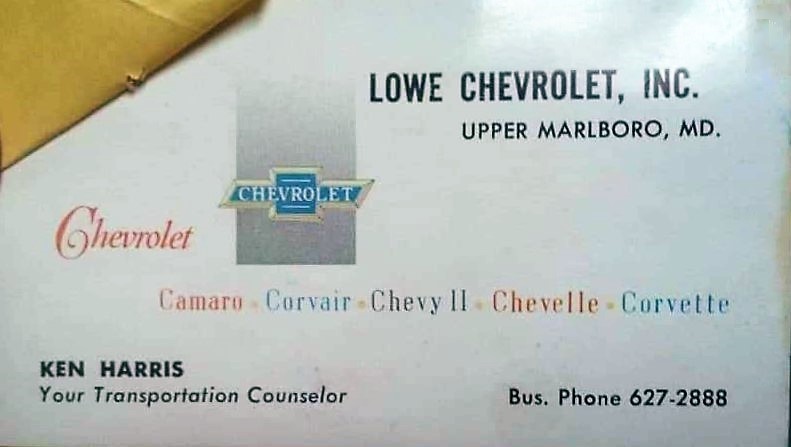 LOWE CHEVROLET, INC.
UPPER MARLBORO, MD.
CHEVROLET
Chevrolet
Camaro • Corvair • Chevy II • Chevelle • Corvette
KEN HARRIS
Your Transportation Counselor
Bus. Phone 627-2888